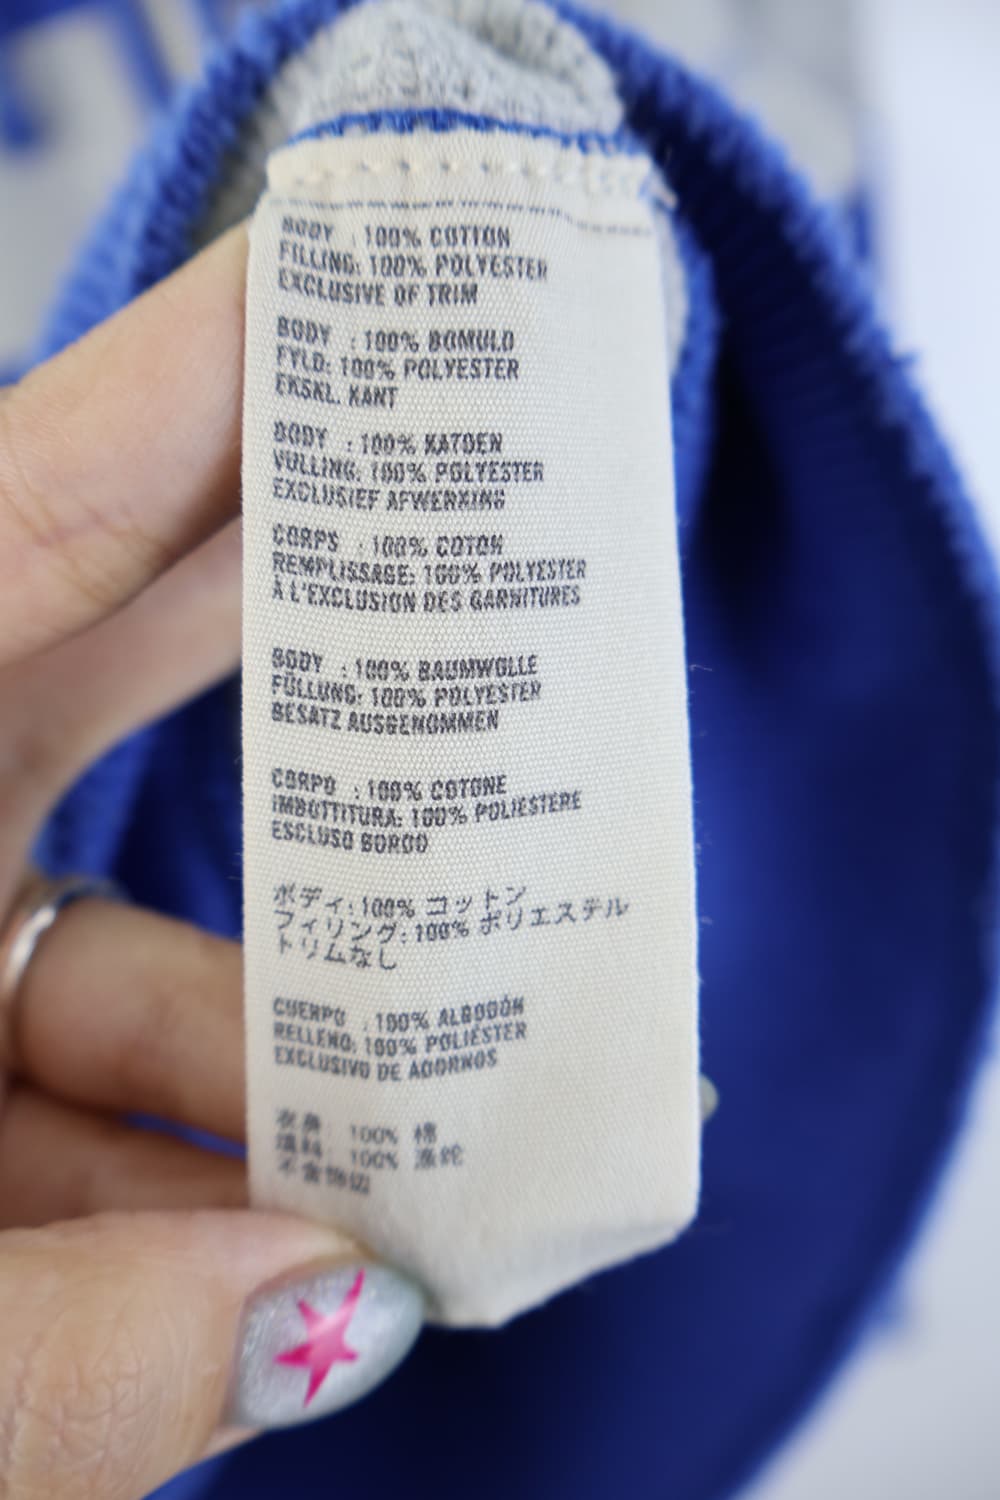 BODY : 100% COTTON
FILLING: 100% POLYESTER
EXCLUSIVE OF TRIM
BODY : 100% BOMULD
FYLD: 100% POLYESTER
EKSKL. KANT
BODY : 100% KATOEN
VULLING: 100% POLYESTER
EXCLUSIEF AFWERKING
CORPS : 100% COTON
REMPLISSAGE: 100% POLYESTER
À L'EXCLUSION DES GARNITURES
BODY : 100% BAUMWOLLE
FÜLLUNG: 100% POLYESTER
BESATZ AUSGENOMMEN
CORPO : 100% COTONE
IMBOTTITURA: 100% POLIESTERE
ESCLUSO BORDO
ボディ: 100% コットン
フィリング: 100% ポリエステル
トリムなし
CUERPO : 100% ALGODÓN
RELLENO: 100% POLIÉSTER
EXCLUSIVO DE ADORNOS
衣身: 100% 棉
填料: 100%